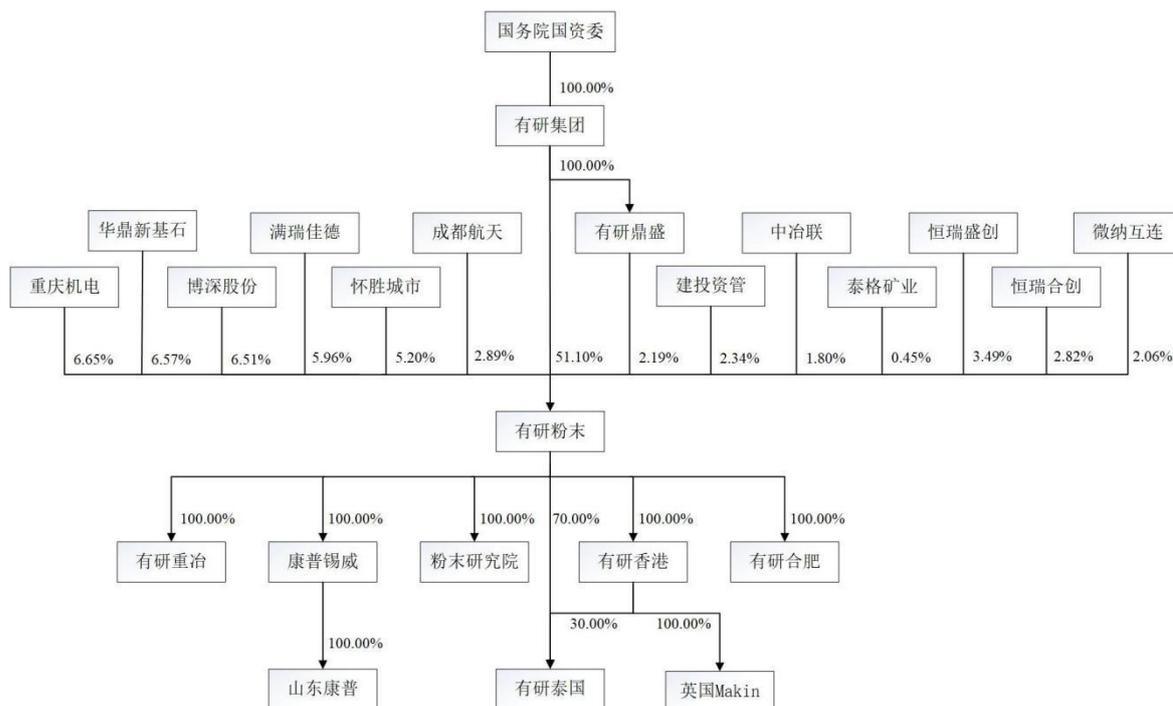 国务院国资委
100.00%
有研集团
100.00%
华鼎新基石
满瑞佳德
成都航天
有研鼎盛
中冶联
恒瑞盛创
微纳互连
重庆机电
博深股份
怀胜城市
建投资管
泰格矿业
恒瑞合创
6.65%
6.57%
6.51%
5.96%
5.20%
2.89%
51.10%
2.19%
2.34%
1.80%
0.45%
3.49%
2.82%
2.06%
有研粉末
100.00%
100.00%
100.00%
70.00%
100.00%
100.00%
有研重冶
康普锡威
粉末研究院
有研香港
有研合肥
100.00%
30.00%
100.00%
山东康普
有研泰国
英国Makin